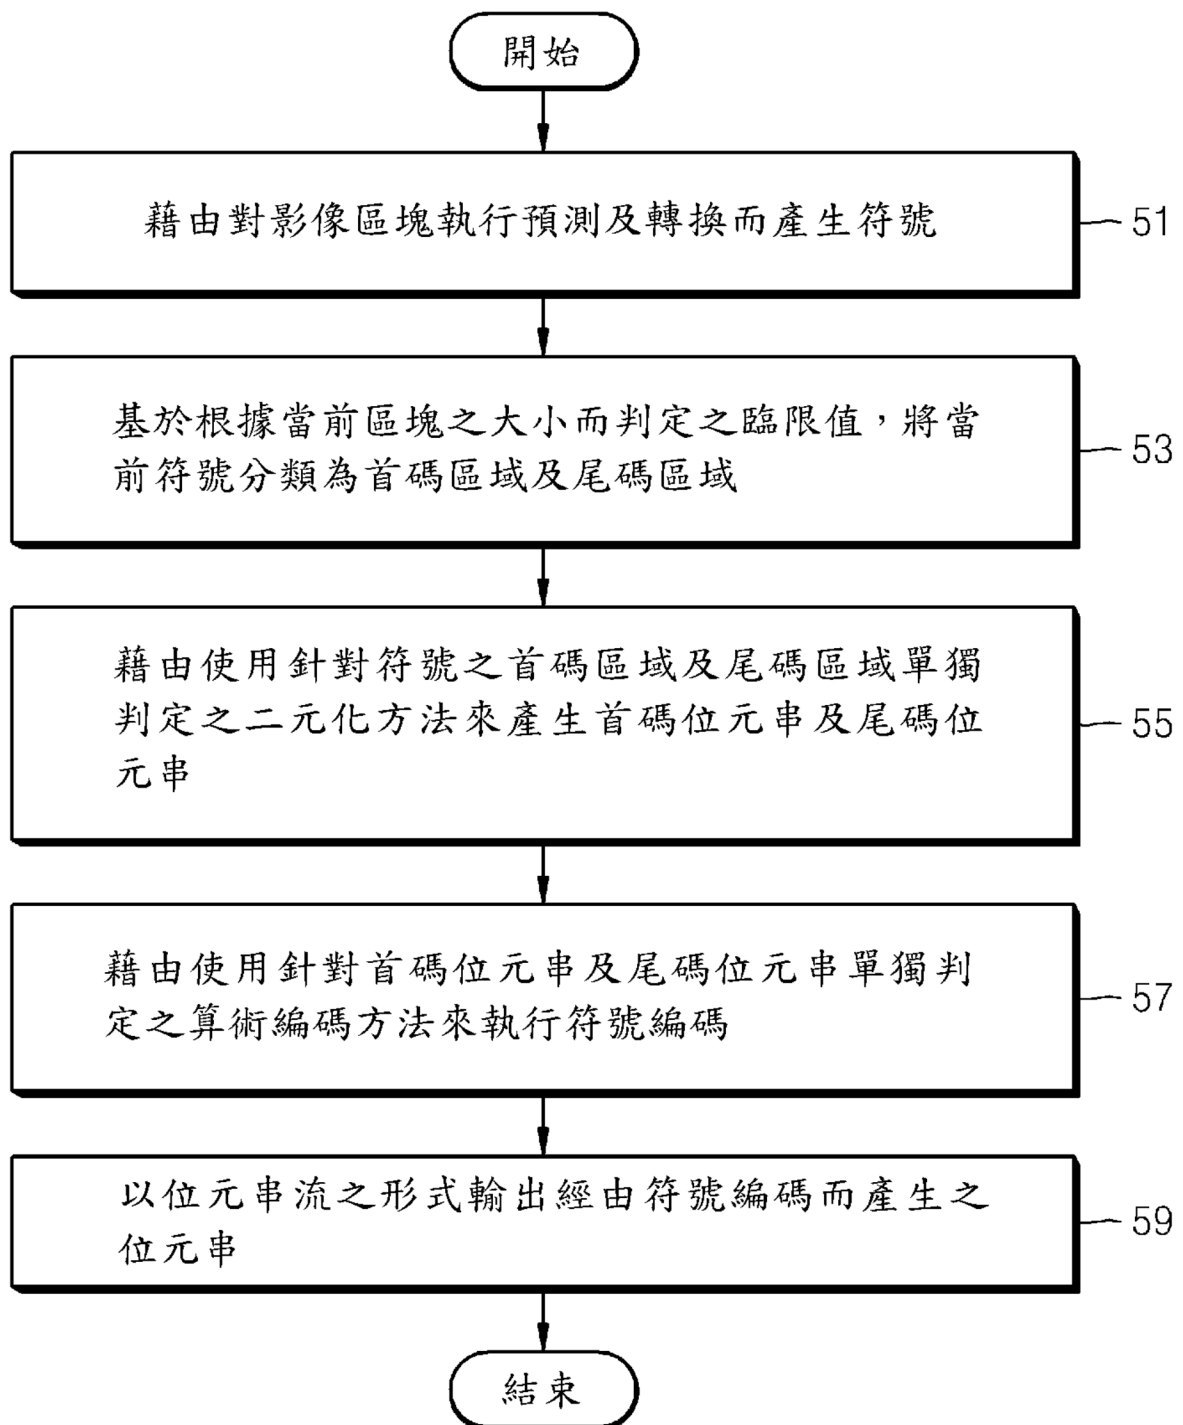 開始
藉由對影像區塊執行預測及轉換而產生符號
51
基於根據當前區塊之大小而判定之臨限值，將當
前符號分類為首碼區域及尾碼區域
53
藉由使用針對符號之首碼區域及尾碼區域單獨
判定之二元化方法來產生首碼位元串及尾碼位
元串
55
藉由使用針對首碼位元串及尾碼位元串單獨判
定之算術編碼方法來執行符號編碼
57
以位元串流之形式輸出經由符號編碼而產生之
位元串
59
結束